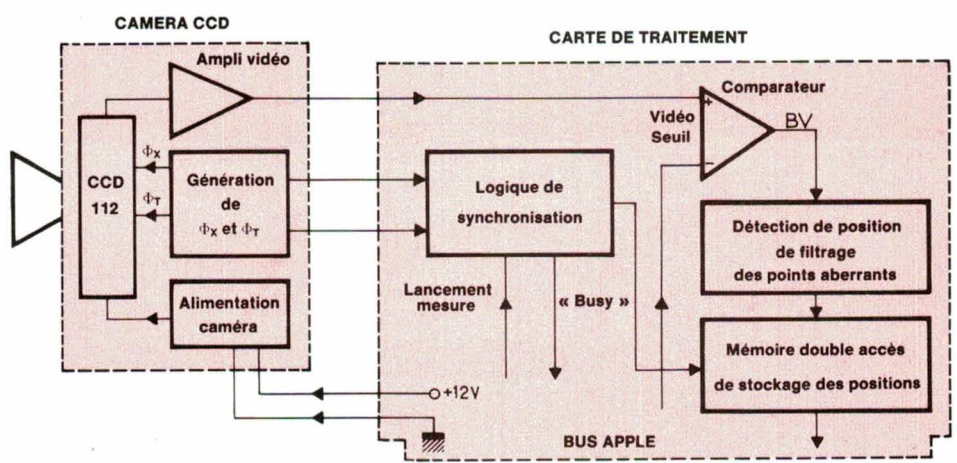 CAMERA CCD
CARTE DE TRAITEMENT
Ampli vidéo
CCD
112
Φx
ΦT
Génération
de
Φx et ΦT
Alimentation
caméra
Logique de
synchronisation
Lancement
mesure
« Busy »
+12V
Vidéo
Seuil
Comparateur
+
−
BV
Détection de position
de filtrage
des points aberrants
Mémoire double accès
de stockage des positions
BUS APPLE